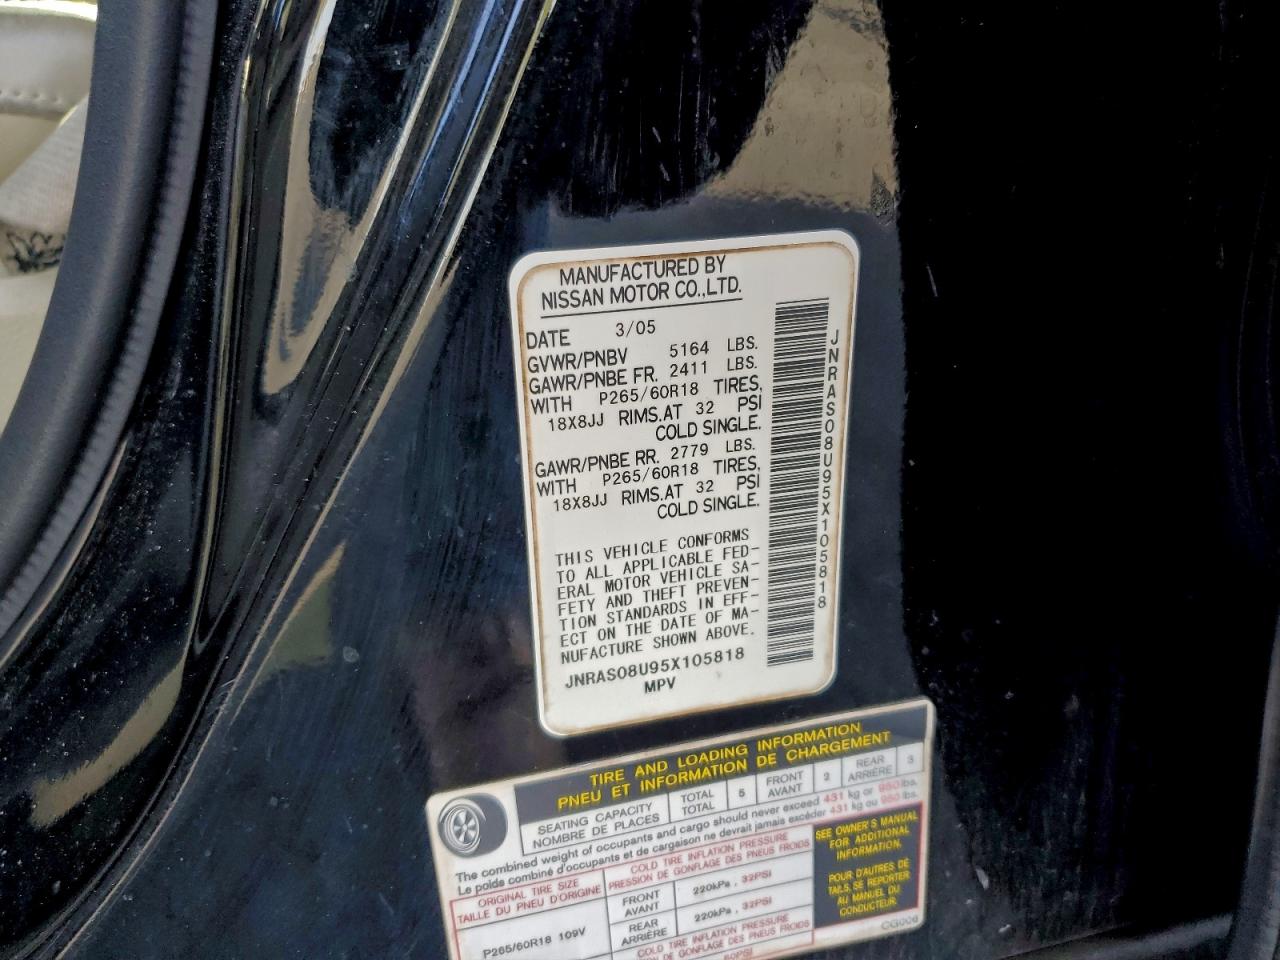 MANUFACTURED BY
NISSAN MOTOR CO.,LTD.
DATE 3/05
GVWR/PNBV 5164 LBS.
GAWR/PNBE FR. 2411 LBS.
WITH P265/60R18 TIRES,
18X8JJ RIMS.AT 32 PSI
COLD SINGLE.
GAWR/PNBE RR. 2779 LBS.
WITH P265/60R18 TIRES,
18X8JJ RIMS.AT 32 PSI
COLD SINGLE.
THIS VEHICLE CONFORMS
TO ALL APPLICABLE FED-
ERAL MOTOR VEHICLE SA-
FETY AND THEFT PREVEN-
TION STANDARDS IN EFF-
ECT ON THE DATE OF MA-
NUFACTURE SHOWN ABOVE.
JNRAS08U95X105818
MPV
JNRAS08U95X105818
TIRE AND LOADING INFORMATION
PNEU ET INFORMATION DE CHARGEMENT
SEATING CAPACITY TOTAL 5 FRONT 2 REAR 3
NOMBRE DE PLACES TOTAL AVANT ARRIÈRE
The combined weight of occupants and cargo should never exceed 431 kg or 950 lbs.
Le poids combiné d'occupants et de cargaison ne devrait jamais excéder 431 kg ou 950 lbs.
ORIGINAL TIRE SIZE
TAILLE DU PNEU D'ORIGINE
COLD TIRE INFLATION PRESSURE
PRESSION DE GONFLAGE DES PNEUS FROIDS
P265/60R18 109V
FRONT
AVANT
220kPa , 32PSI
REAR
ARRIÈRE
220kPa , 32PSI
COLD TIRE INFLATION PRESSURE
PRESSION DE GONFLAGE DES PNEUS FROIDS
60PSI
SEE OWNER'S MANUAL
FOR ADDITIONAL
INFORMATION.
POUR D'AUTRES DÉ
TAILS, SE REPORTER
AU MANUEL DU
CONDUCTEUR.
CG006